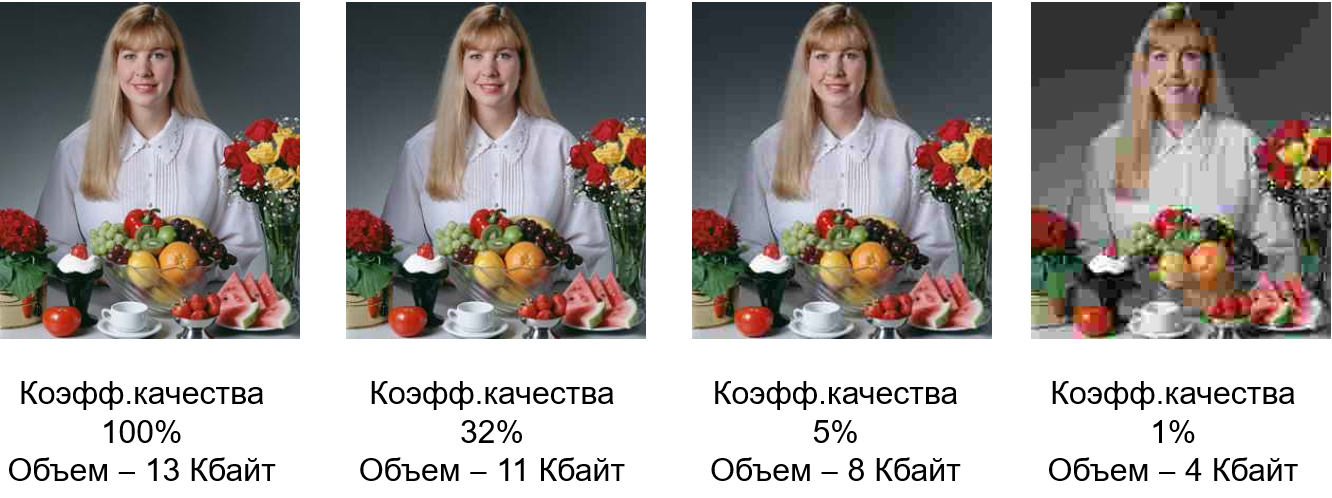 Коэфф.качества
100%
Объем – 13 Кбайт
Коэфф.качества
32%
Объем – 11 Кбайт
Коэфф.качества
5%
Объем – 8 Кбайт
Коэфф.качества
1%
Объем – 4 Кбайт